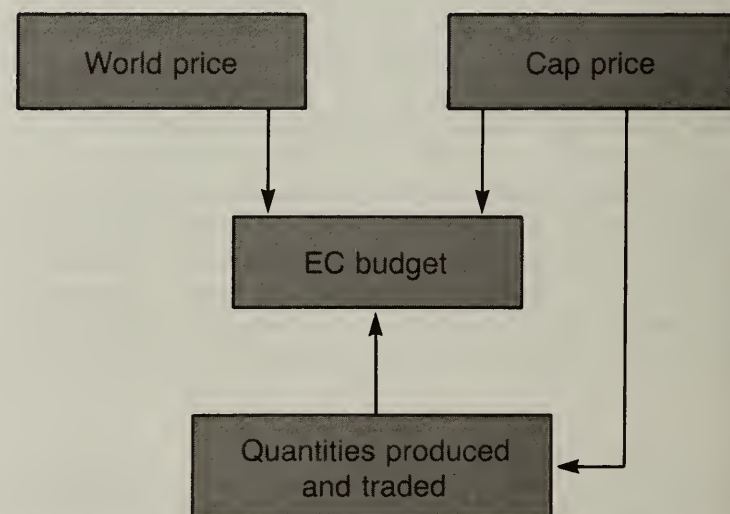 World price
Cap price
EC budget
Quantities produced
and traded